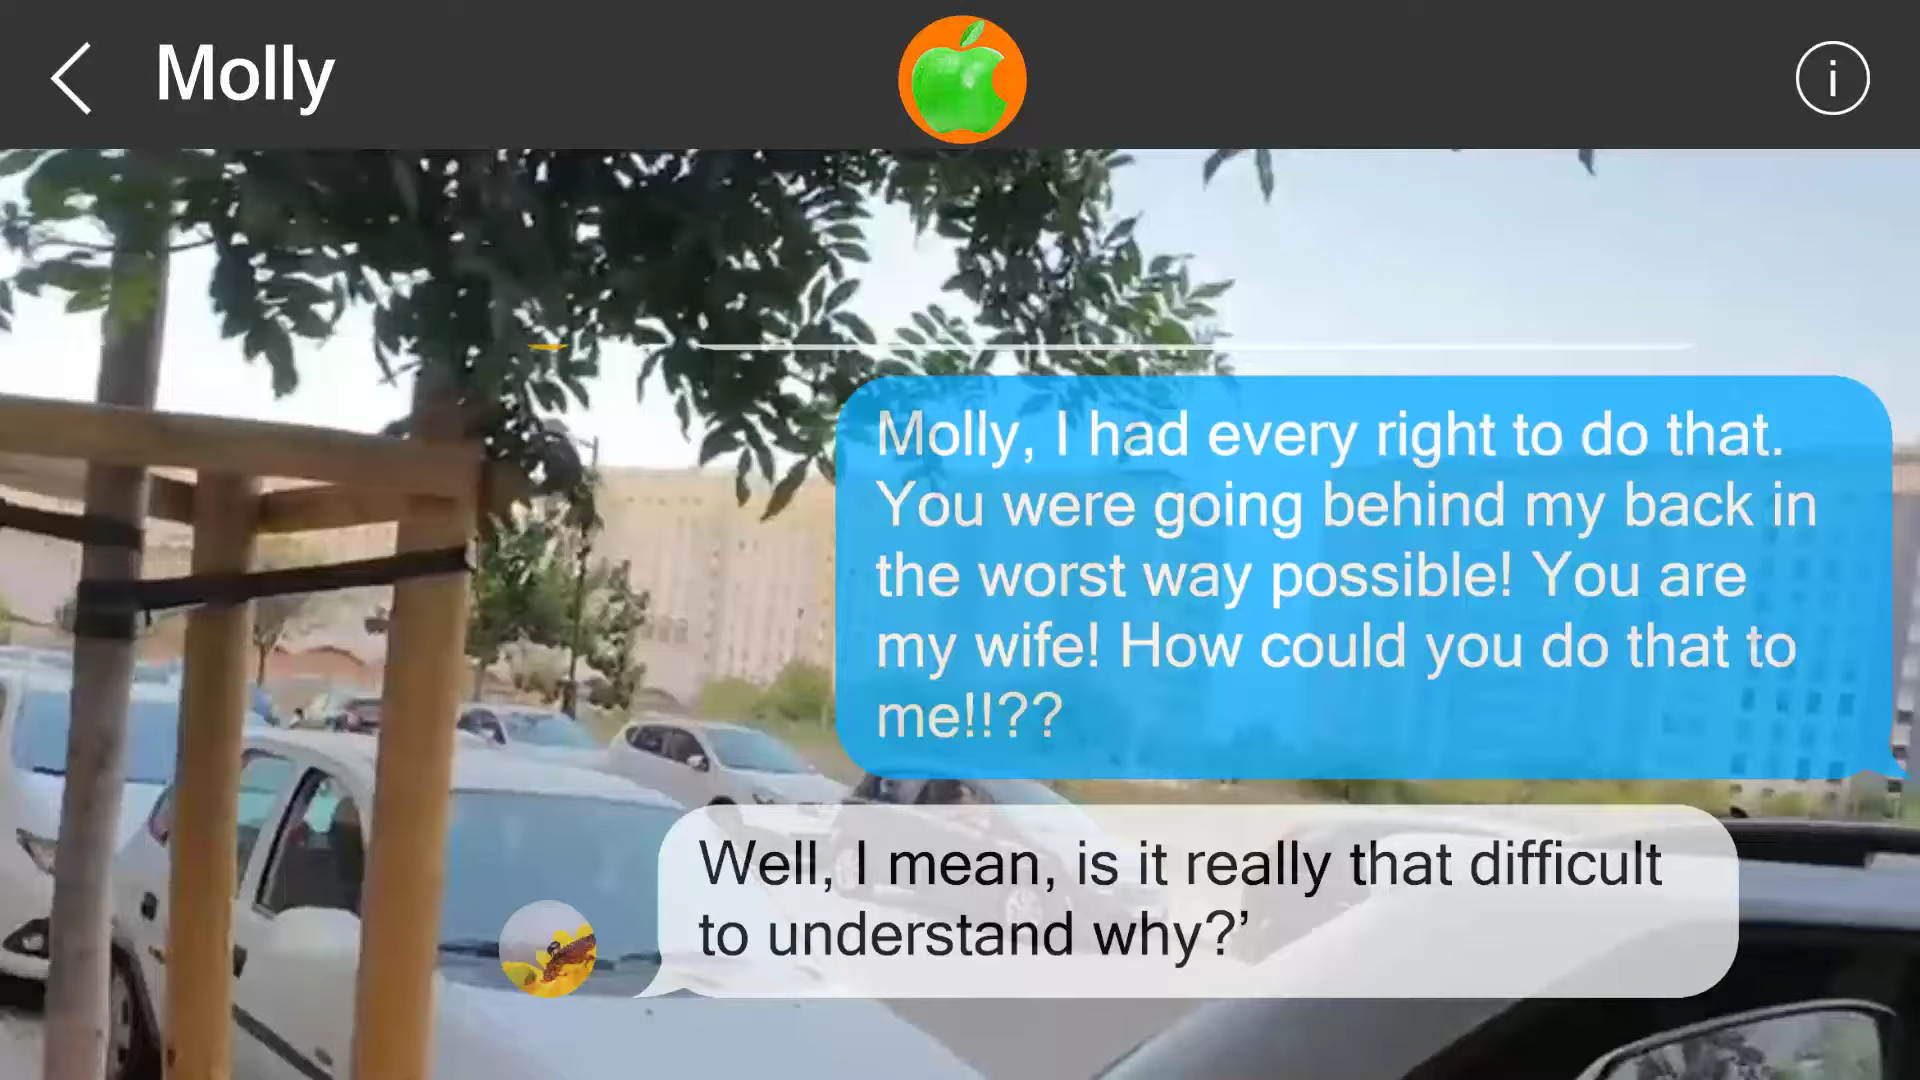 Molly
Molly, I had every right to do that.
You were going behind my back in
the worst way possible! You are
my wife! How could you do that to
me!!??
Well, I mean, is it really that difficult
to understand why?’